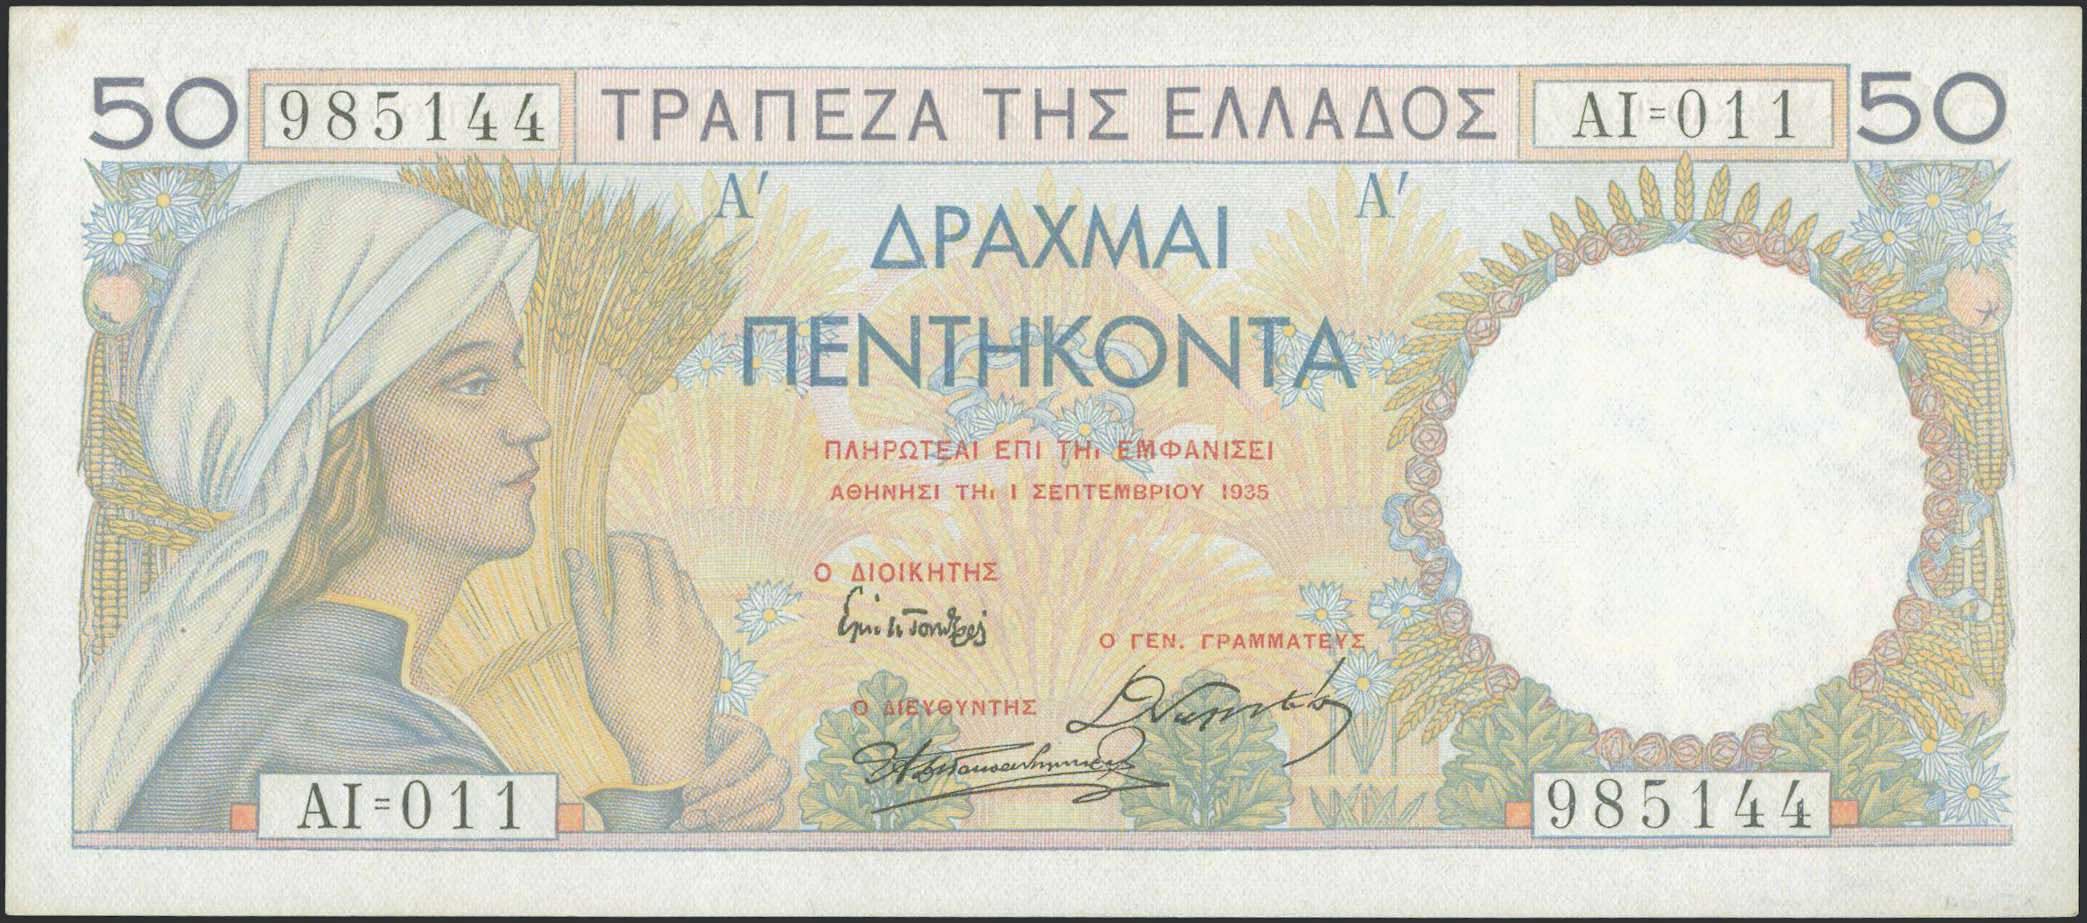 50 985144 ΤΡΑΠΕΖΑ ΤΗΣ ΕΛΛΑΔΟΣ ΑΙ=011 50
Α′ Α′
ΔΡΑΧΜΑΙ
ΠΕΝΤΗΚΟΝΤΑ
ΠΛΗΡΩΤΕΑΙ ΕΠΙ ΤΗι ΕΜΦΑΝΙΣΕΙ
ΑΘΗΝΗΣΙ ΤΗι 1 ΣΕΠΤΕΜΒΡΙΟΥ 1935
Ο ΔΙΟΙΚΗΤΗΣ
Ο ΓΕΝ. ΓΡΑΜΜΑΤΕΥΣ
Ο ΔΙΕΥΘΥΝΤΗΣ
ΑΙ=011 985144